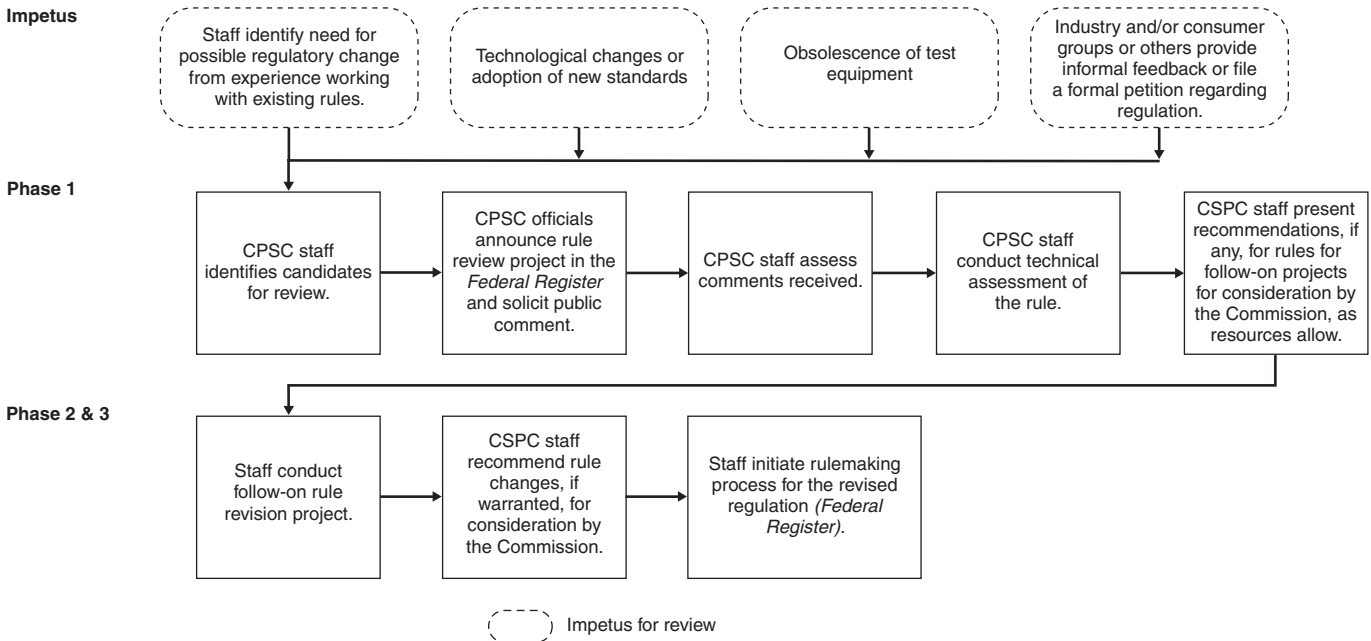 Impetus
Staff identify need for
possible regulatory change
from experience working
with existing rules.
Technological changes or
adoption of new standards
Obsolescence of test
equipment
Industry and/or consumer
groups or others provide
informal feedback or file
a formal petition regarding
regulation.
Phase 1
CPSC staff
identifies candidates
for review.
CPSC officials
announce rule
review project in the
Federal Register
and solicit public
comment.
CPSC staff assess
comments received.
CPSC staff
conduct technical
assessment of
the rule.
CSPC staff present
recommendations, if
any, for rules for
follow-on projects
for consideration by
the Commission, as
resources allow.
Phase 2 & 3
Staff conduct
follow-on rule
revision project.
CSPC staff
recommend rule
changes, if
warranted, for
consideration by
the Commission.
Staff initiate rulemaking
process for the revised
regulation (Federal
Register).
Impetus for review